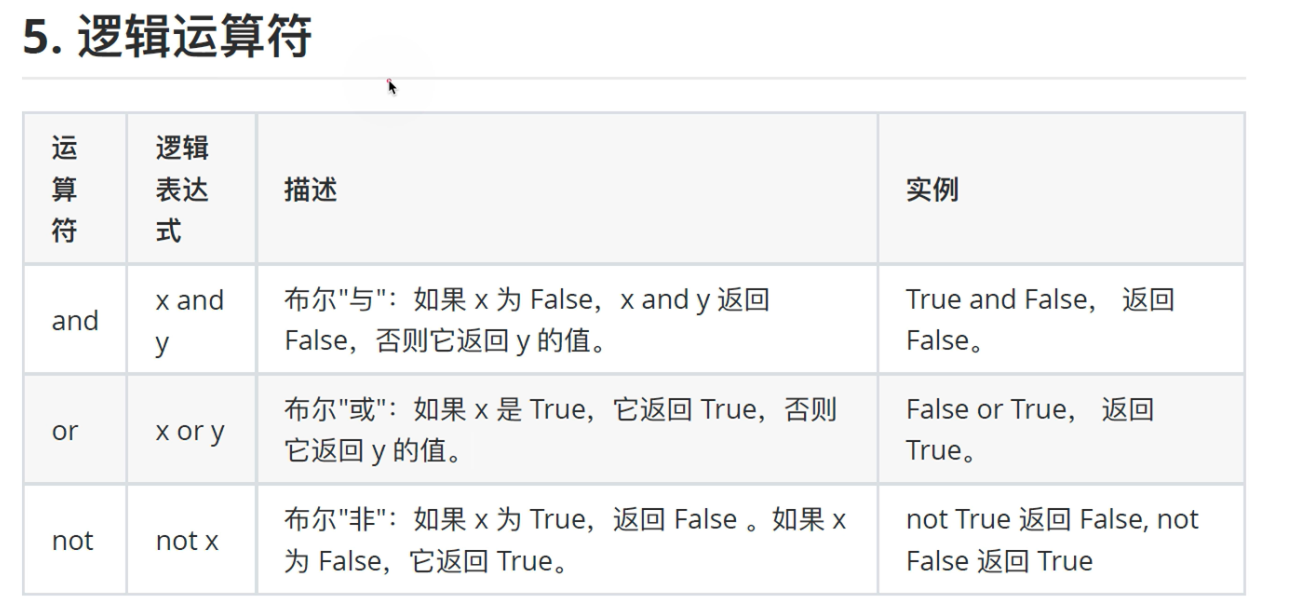 5. 逻辑运算符
运
算
符
逻辑
表达
式
描述
实例
and
x and
y
布尔"与"：如果 x 为 False，x and y 返回
False，否则它返回 y 的值。
True and False， 返回
False。
or
x or y
布尔"或"：如果 x 是 True，它返回 True，否则
它返回 y 的值。
False or True， 返回
True。
not
not x
布尔"非"：如果 x 为 True，返回 False 。如果 x
为 False，它返回 True。
not True 返回 False, not
False 返回 True